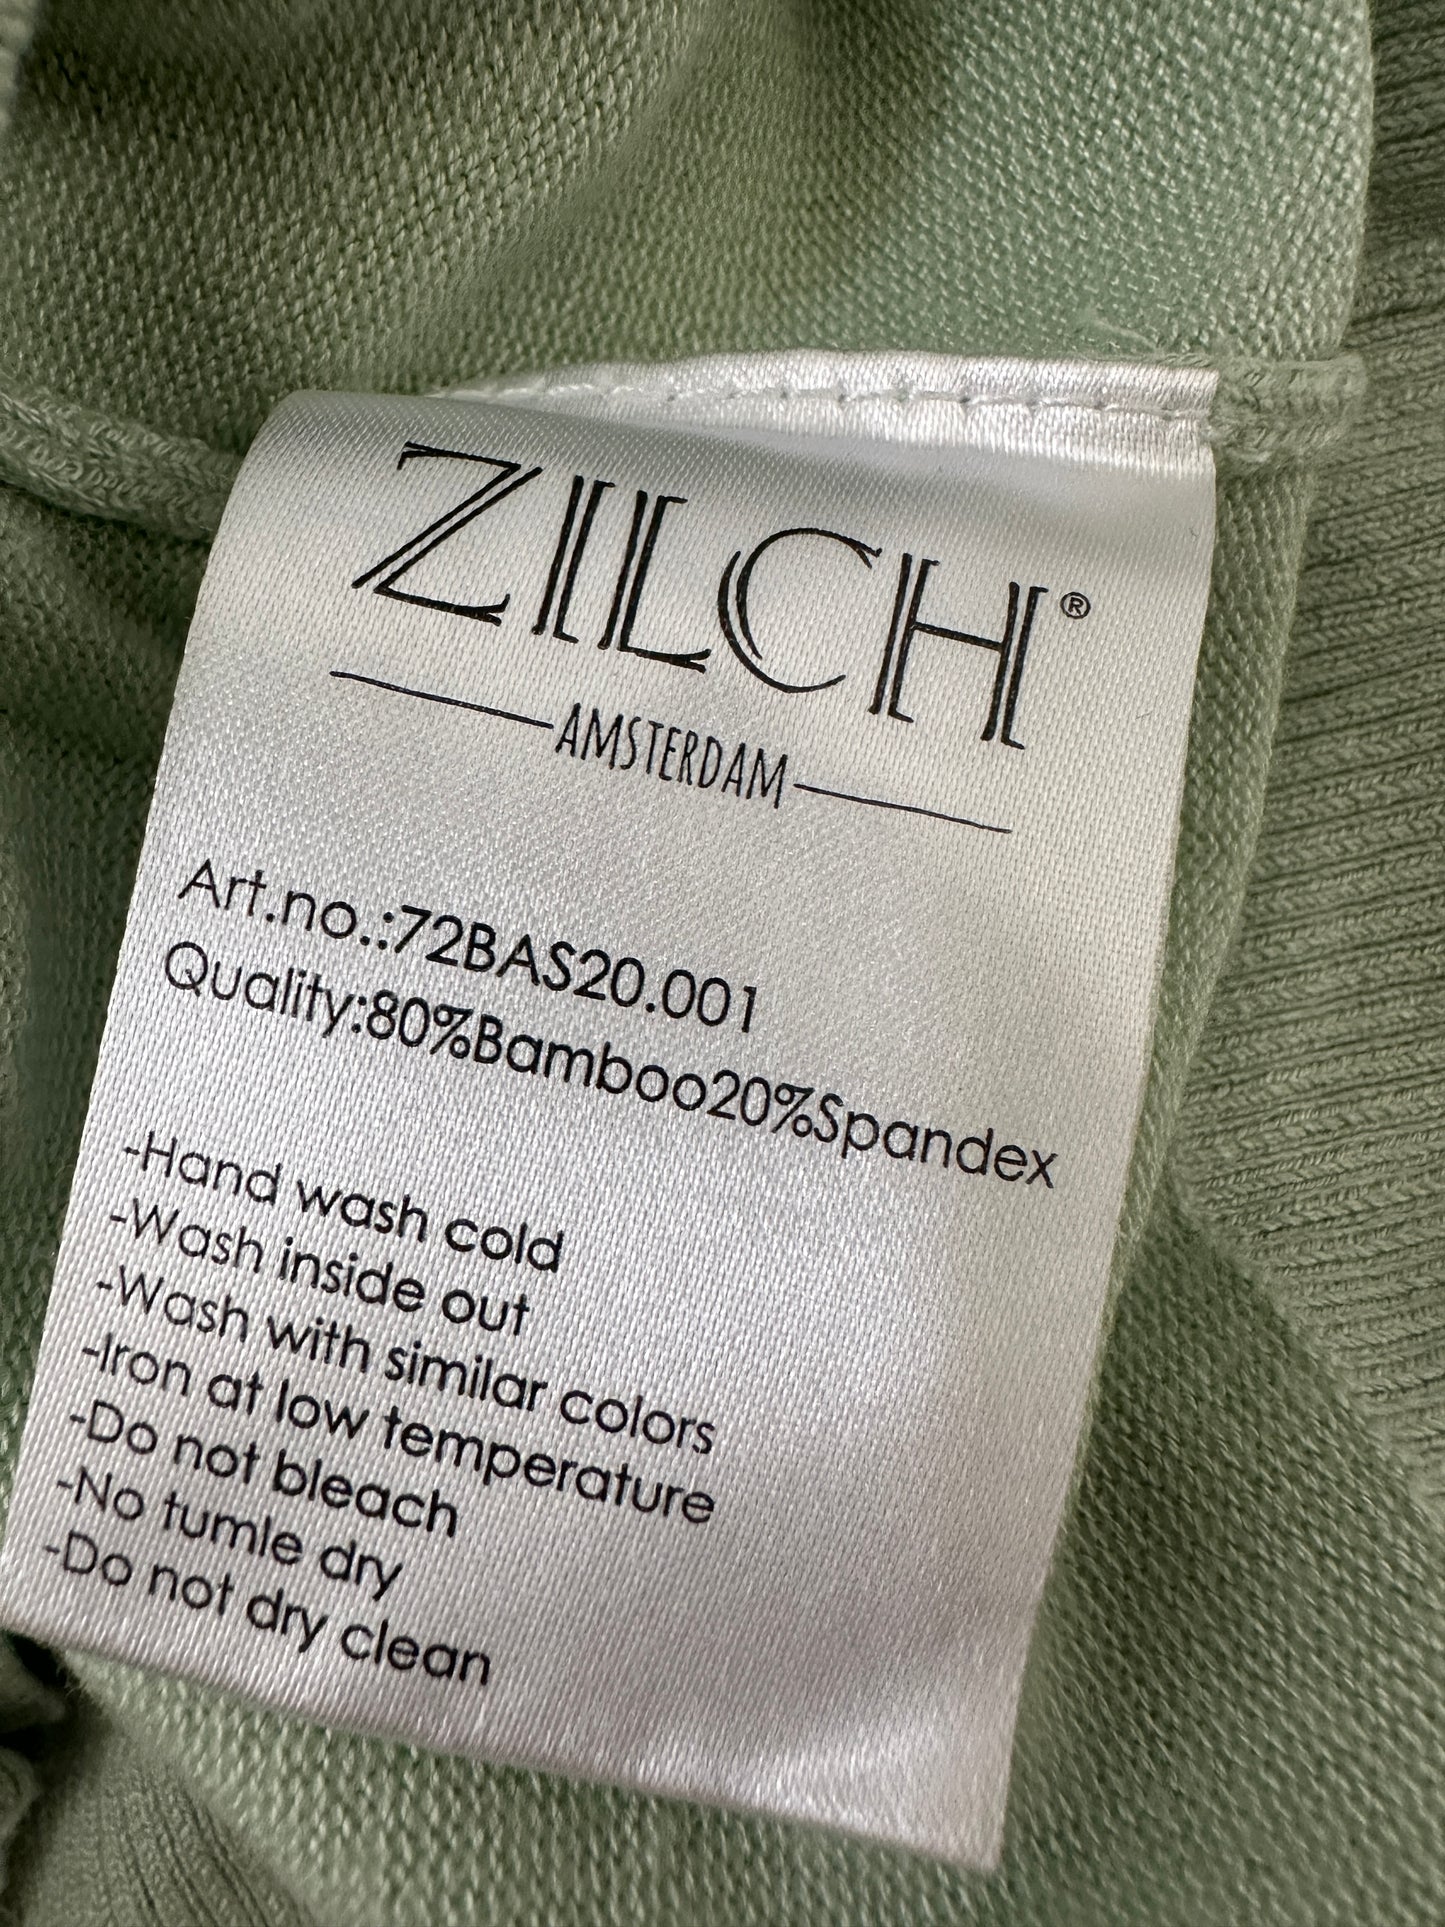 ZILCH®
AMSTERDAM
Art.no.:72BAS20.001
Quality:80%Bamboo20%Spandex
-Hand wash cold
-Wash inside out
-Wash with similar colors
-Iron at low temperature
-Do not bleach
-No tumle dry
-Do not dry clean